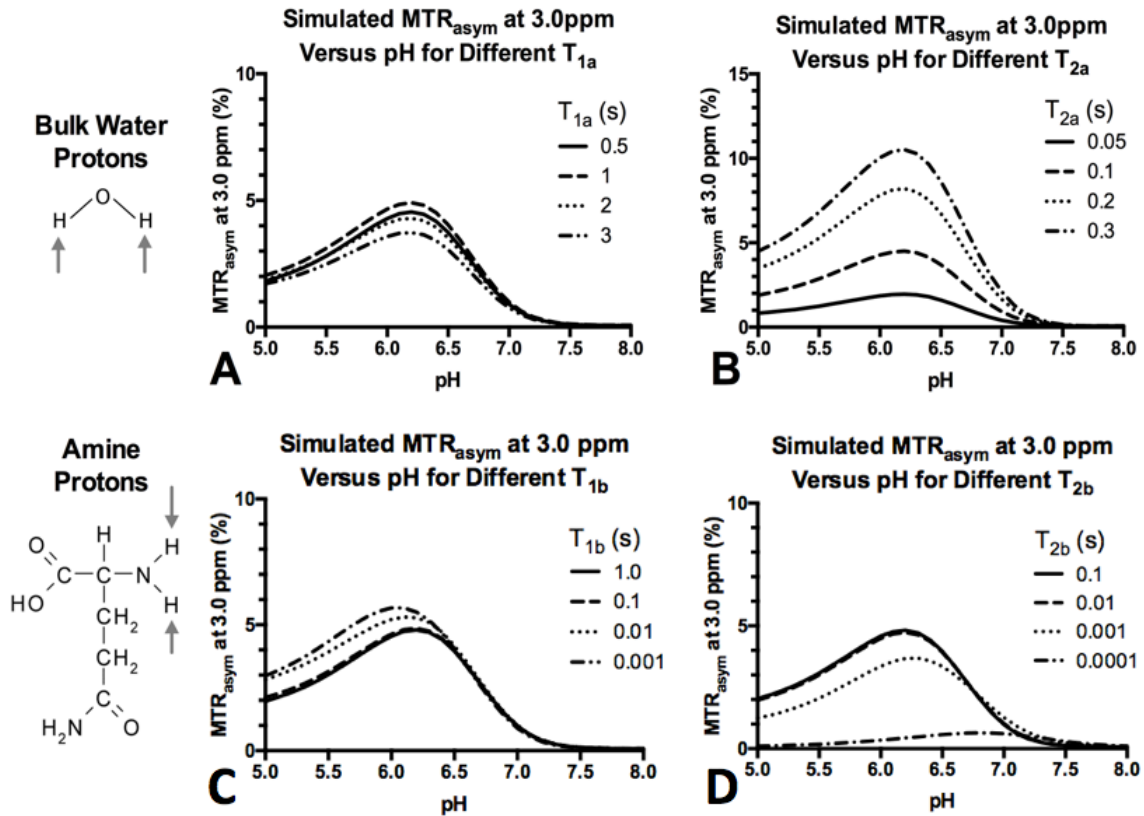 Simulated MTRasym at 3.0ppm
Versus pH for Different T1a
Bulk Water
Protons
H
O
H
MTRasym at 3.0 ppm (%)
10
5
0
T1a (s)
0.5
1
2
3
5.0 5.5 6.0 6.5 7.0 7.5 8.0
pH
A
Simulated MTRasym at 3.0ppm
Versus pH for Different T2a
MTRasym at 3.0 ppm (%)
15
10
5
0
T2a (s)
0.05
0.1
0.2
0.3
5.0 5.5 6.0 6.5 7.0 7.5 8.0
pH
B
Amine
Protons
H H
O
C C N
HO H
CH2
CH2
C
H2N O
Simulated MTRasym at 3.0 ppm
Versus pH for Different T1b
MTRasym at 3.0 ppm (%)
10
5
0
T1b (s)
1.0
0.1
0.01
0.001
5.0 5.5 6.0 6.5 7.0 7.5 8.0
pH
C
Simulated MTRasym at 3.0 ppm
Versus pH for Different T2b
MTRasym at 3.0 ppm (%)
10
5
0
T2b (s)
0.1
0.01
0.001
0.0001
5.0 5.5 6.0 6.5 7.0 7.5 8.0
pH
D